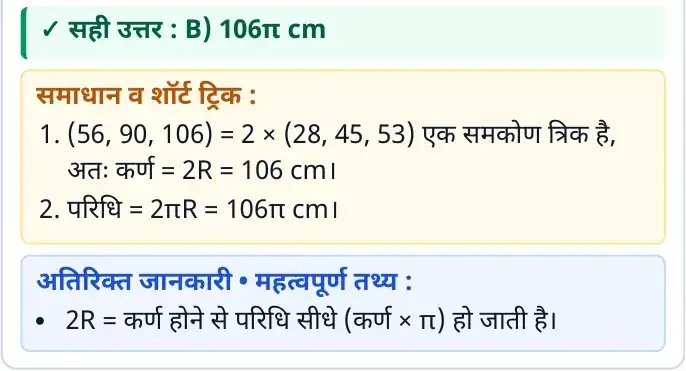 ✓ सही उत्तर : B) 106π cm
समाधान व शॉर्ट ट्रिक :
1. (56, 90, 106) = 2 × (28, 45, 53) एक समकोण त्रिक है,
अतः कर्ण = 2R = 106 cm।
2. परिधि = 2πR = 106π cm।
अतिरिक्त जानकारी • महत्वपूर्ण तथ्य :
• 2R = कर्ण होने से परिधि सीधे (कर्ण × π) हो जाती है।